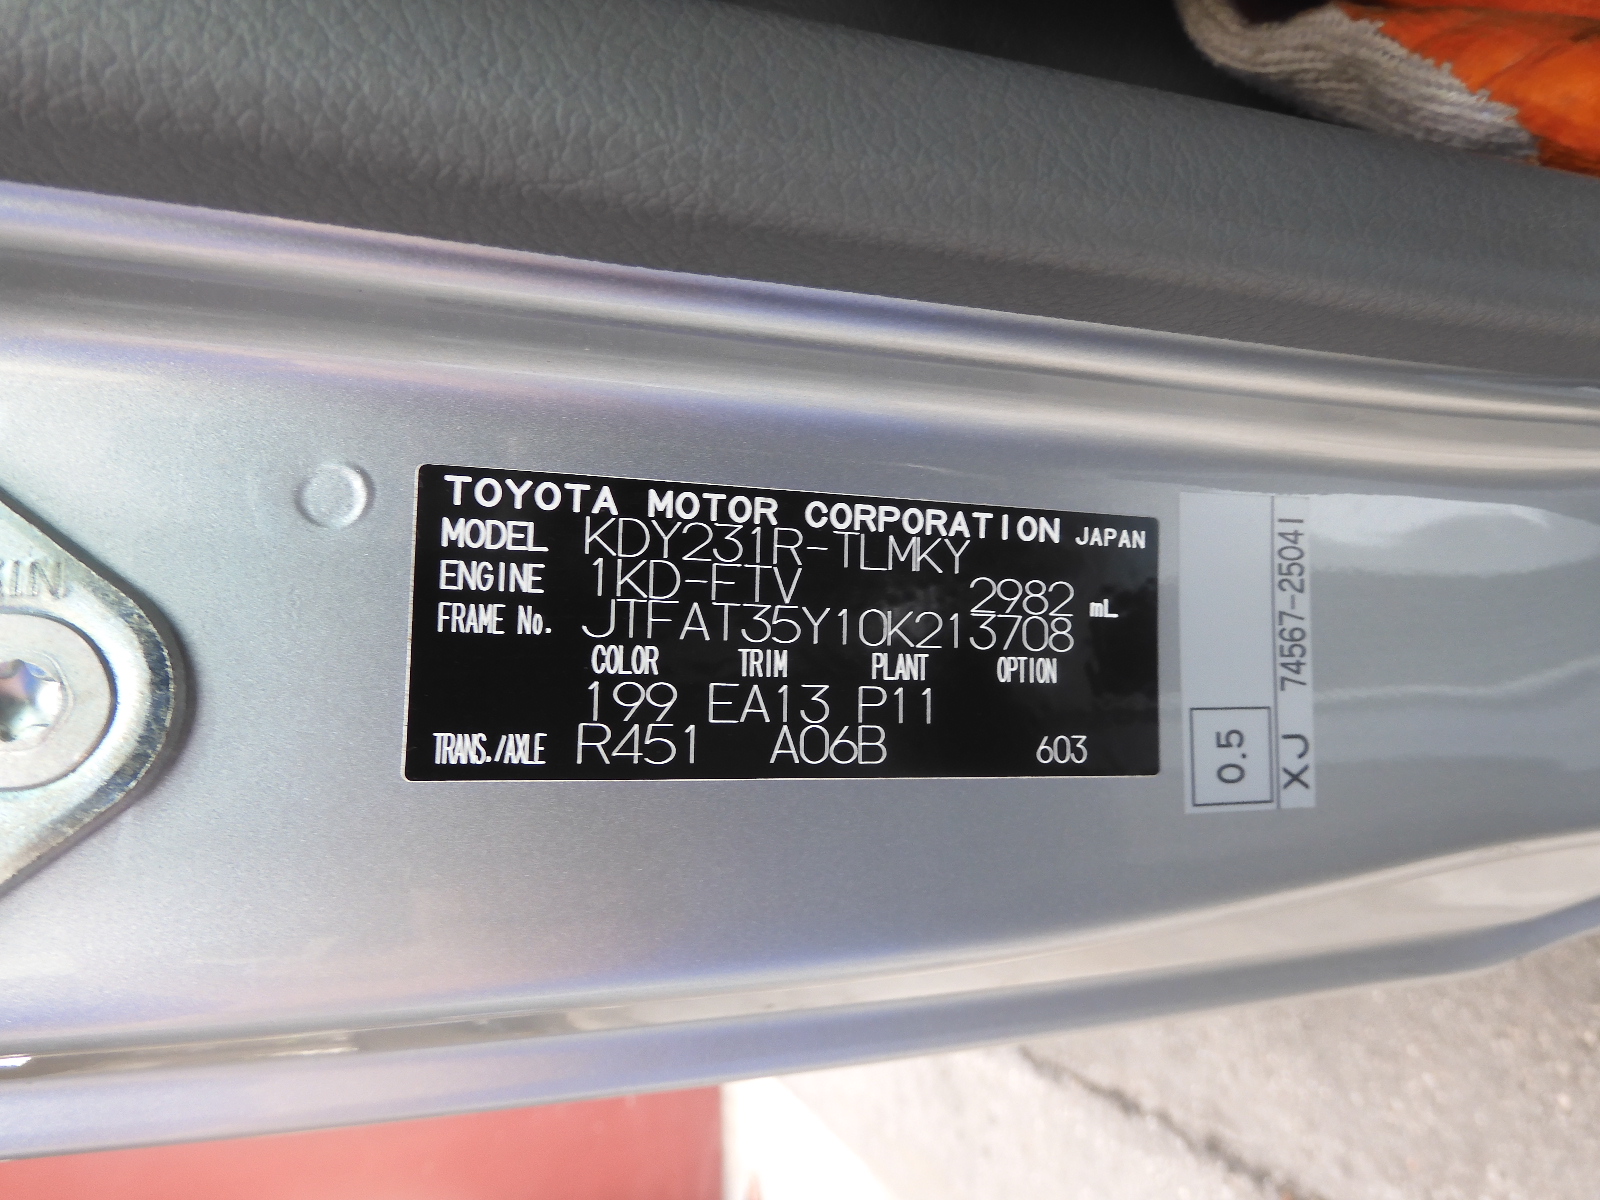 TOYOTA MOTOR CORPORATION JAPAN
MODEL KDY231R-TLMKY
ENGINE 1KD-FTV 2982 mL
FRAME No. JTFAT35Y10K213708
COLOR TRIM PLANT OPTION
199 EA13 P11
TRANS./AXLE R451 A06B 603
0.5
XJ 74567-25041